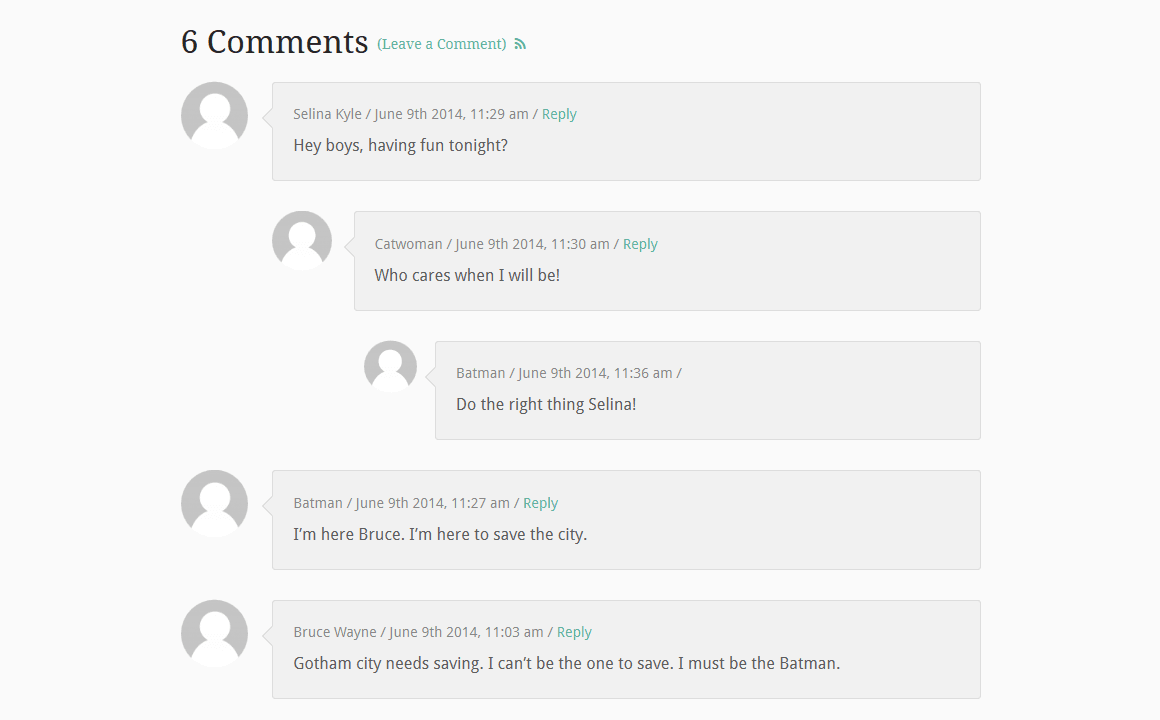 6 Comments (Leave a Comment)
Selina Kyle / June 9th 2014, 11:29 am / Reply
Hey boys, having fun tonight?
Catwoman / June 9th 2014, 11:30 am / Reply
Who cares when I will be!
Batman / June 9th 2014, 11:36 am /
Do the right thing Selina!
Batman / June 9th 2014, 11:27 am / Reply
I’m here Bruce. I’m here to save the city.
Bruce Wayne / June 9th 2014, 11:03 am / Reply
Gotham city needs saving. I can’t be the one to save. I must be the Batman.